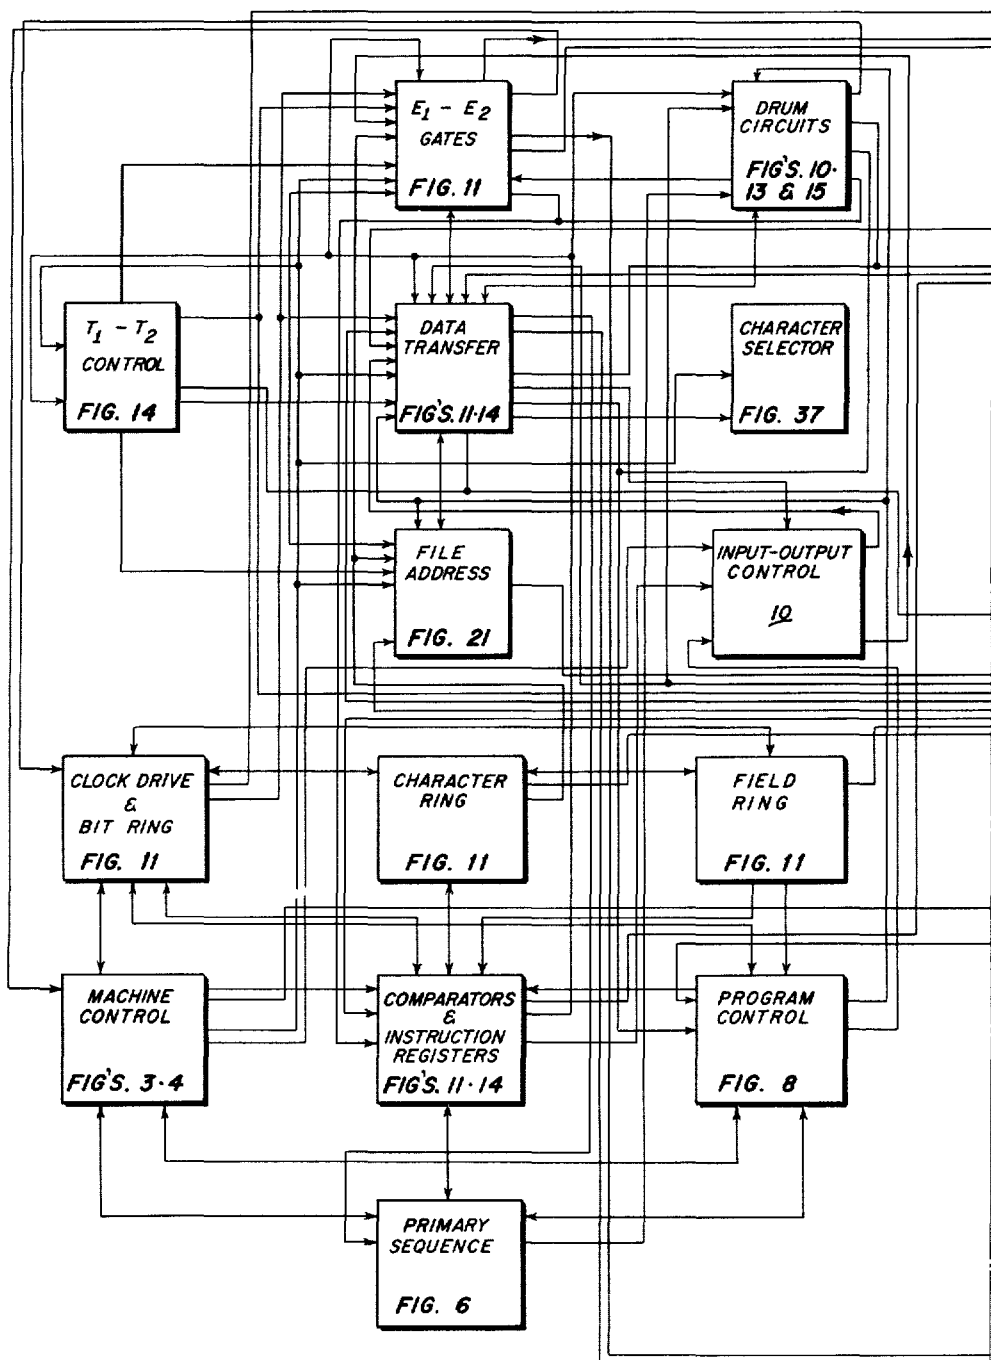 E1 - E2
GATES
FIG. 11
DRUM
CIRCUITS
FIG'S. 10·
13 & 15
T1 - T2
CONTROL
FIG. 14
DATA
TRANSFER
FIG'S. 11·14
CHARACTER
SELECTOR
FIG. 37
FILE
ADDRESS
FIG. 21
INPUT-OUTPUT
CONTROL
10
CLOCK DRIVE
&
BIT RING
FIG. 11
CHARACTER
RING
FIG. 11
FIELD
RING
FIG. 11
MACHINE
CONTROL
FIG'S. 3·4
COMPARATORS
&
INSTRUCTION
REGISTERS
FIG'S. 11·14
PROGRAM
CONTROL
FIG. 8
PRIMARY
SEQUENCE
FIG. 6